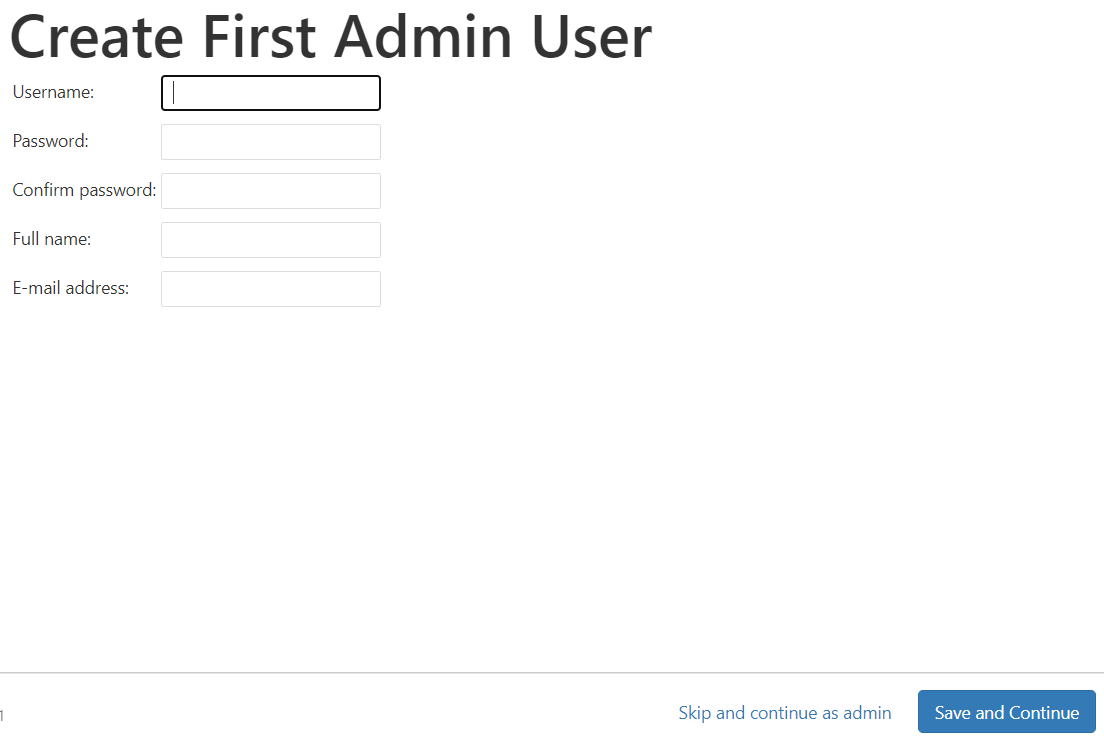 Create First Admin User
Username:
Password:
Confirm password:
Full name:
E-mail address:
1
Skip and continue as admin
Save and Continue